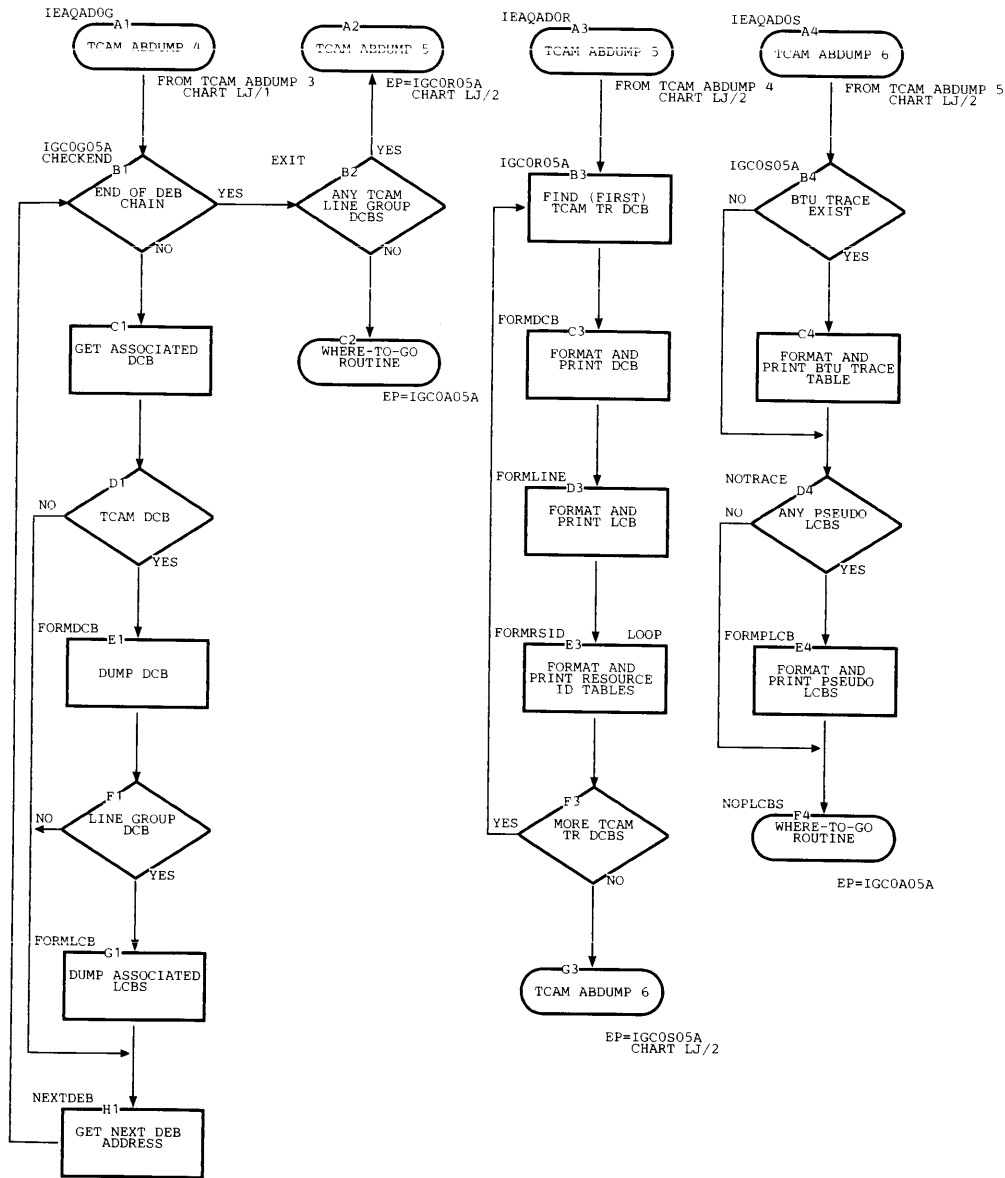 IEAQAD0G
A1
TCAM ABDUMP 4
FROM TCAM ABDUMP 3
CHART LJ/1
IGC0G05A
CHECKEND
B1
END OF DEB
CHAIN
YES
NO
C1
GET ASSOCIATED
DCB
D1
NO
TCAM DCB
YES
FORMDCB
E1
DUMP DCB
F1
NO
LINE GROUP
DCB
YES
FORMLCB
G1
DUMP ASSOCIATED
LCBS
NEXTDEB
H1
GET NEXT DEB
ADDRESS
A2
TCAM ABDUMP 5
EP=IGC0R05A
CHART LJ/2
YES
EXIT
B2
ANY TCAM
LINE GROUP
DCBS
NO
C2
WHERE-TO-GO
ROUTINE
EP=IGC0A05A
IEAQAD0R
A3
TCAM ABDUMP 5
FROM TCAM ABDUMP 4
CHART LJ/2
IGC0R05A
B3
FIND (FIRST)
TCAM TR DCB
FORMDCB
C3
FORMAT AND
PRINT DCB
FORMLINE
D3
FORMAT AND
PRINT LCB
FORMRSID
LOOP
E3
FORMAT AND
PRINT RESOURCE
ID TABLES
F3
YES
MORE TCAM
TR DCBS
NO
G3
TCAM ABDUMP 6
EP=IGC0S05A
CHART LJ/2
IEAQAD0S
A4
TCAM ABDUMP 6
FROM TCAM ABDUMP 5
CHART LJ/2
IGC0S05A
B4
NO
BTU TRACE
EXIST
YES
C4
FORMAT AND
PRINT BTU TRACE
TABLE
NOTRACE
D4
NO
ANY PSEUDO
LCBS
YES
FORMPLCB
E4
FORMAT AND
PRINT PSEUDO
LCBS
NOPLCBS
F4
WHERE-TO-GO
ROUTINE
EP=IGC0A05A